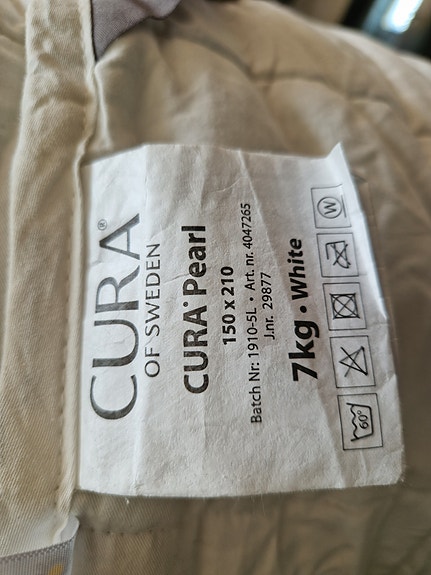 CURA®
OF SWEDEN
CURA® Pearl
150 x 210
Batch Nr: 1910-5L • Art. nr. 4047265
J.nr. 29877
7kg • White
60°
W